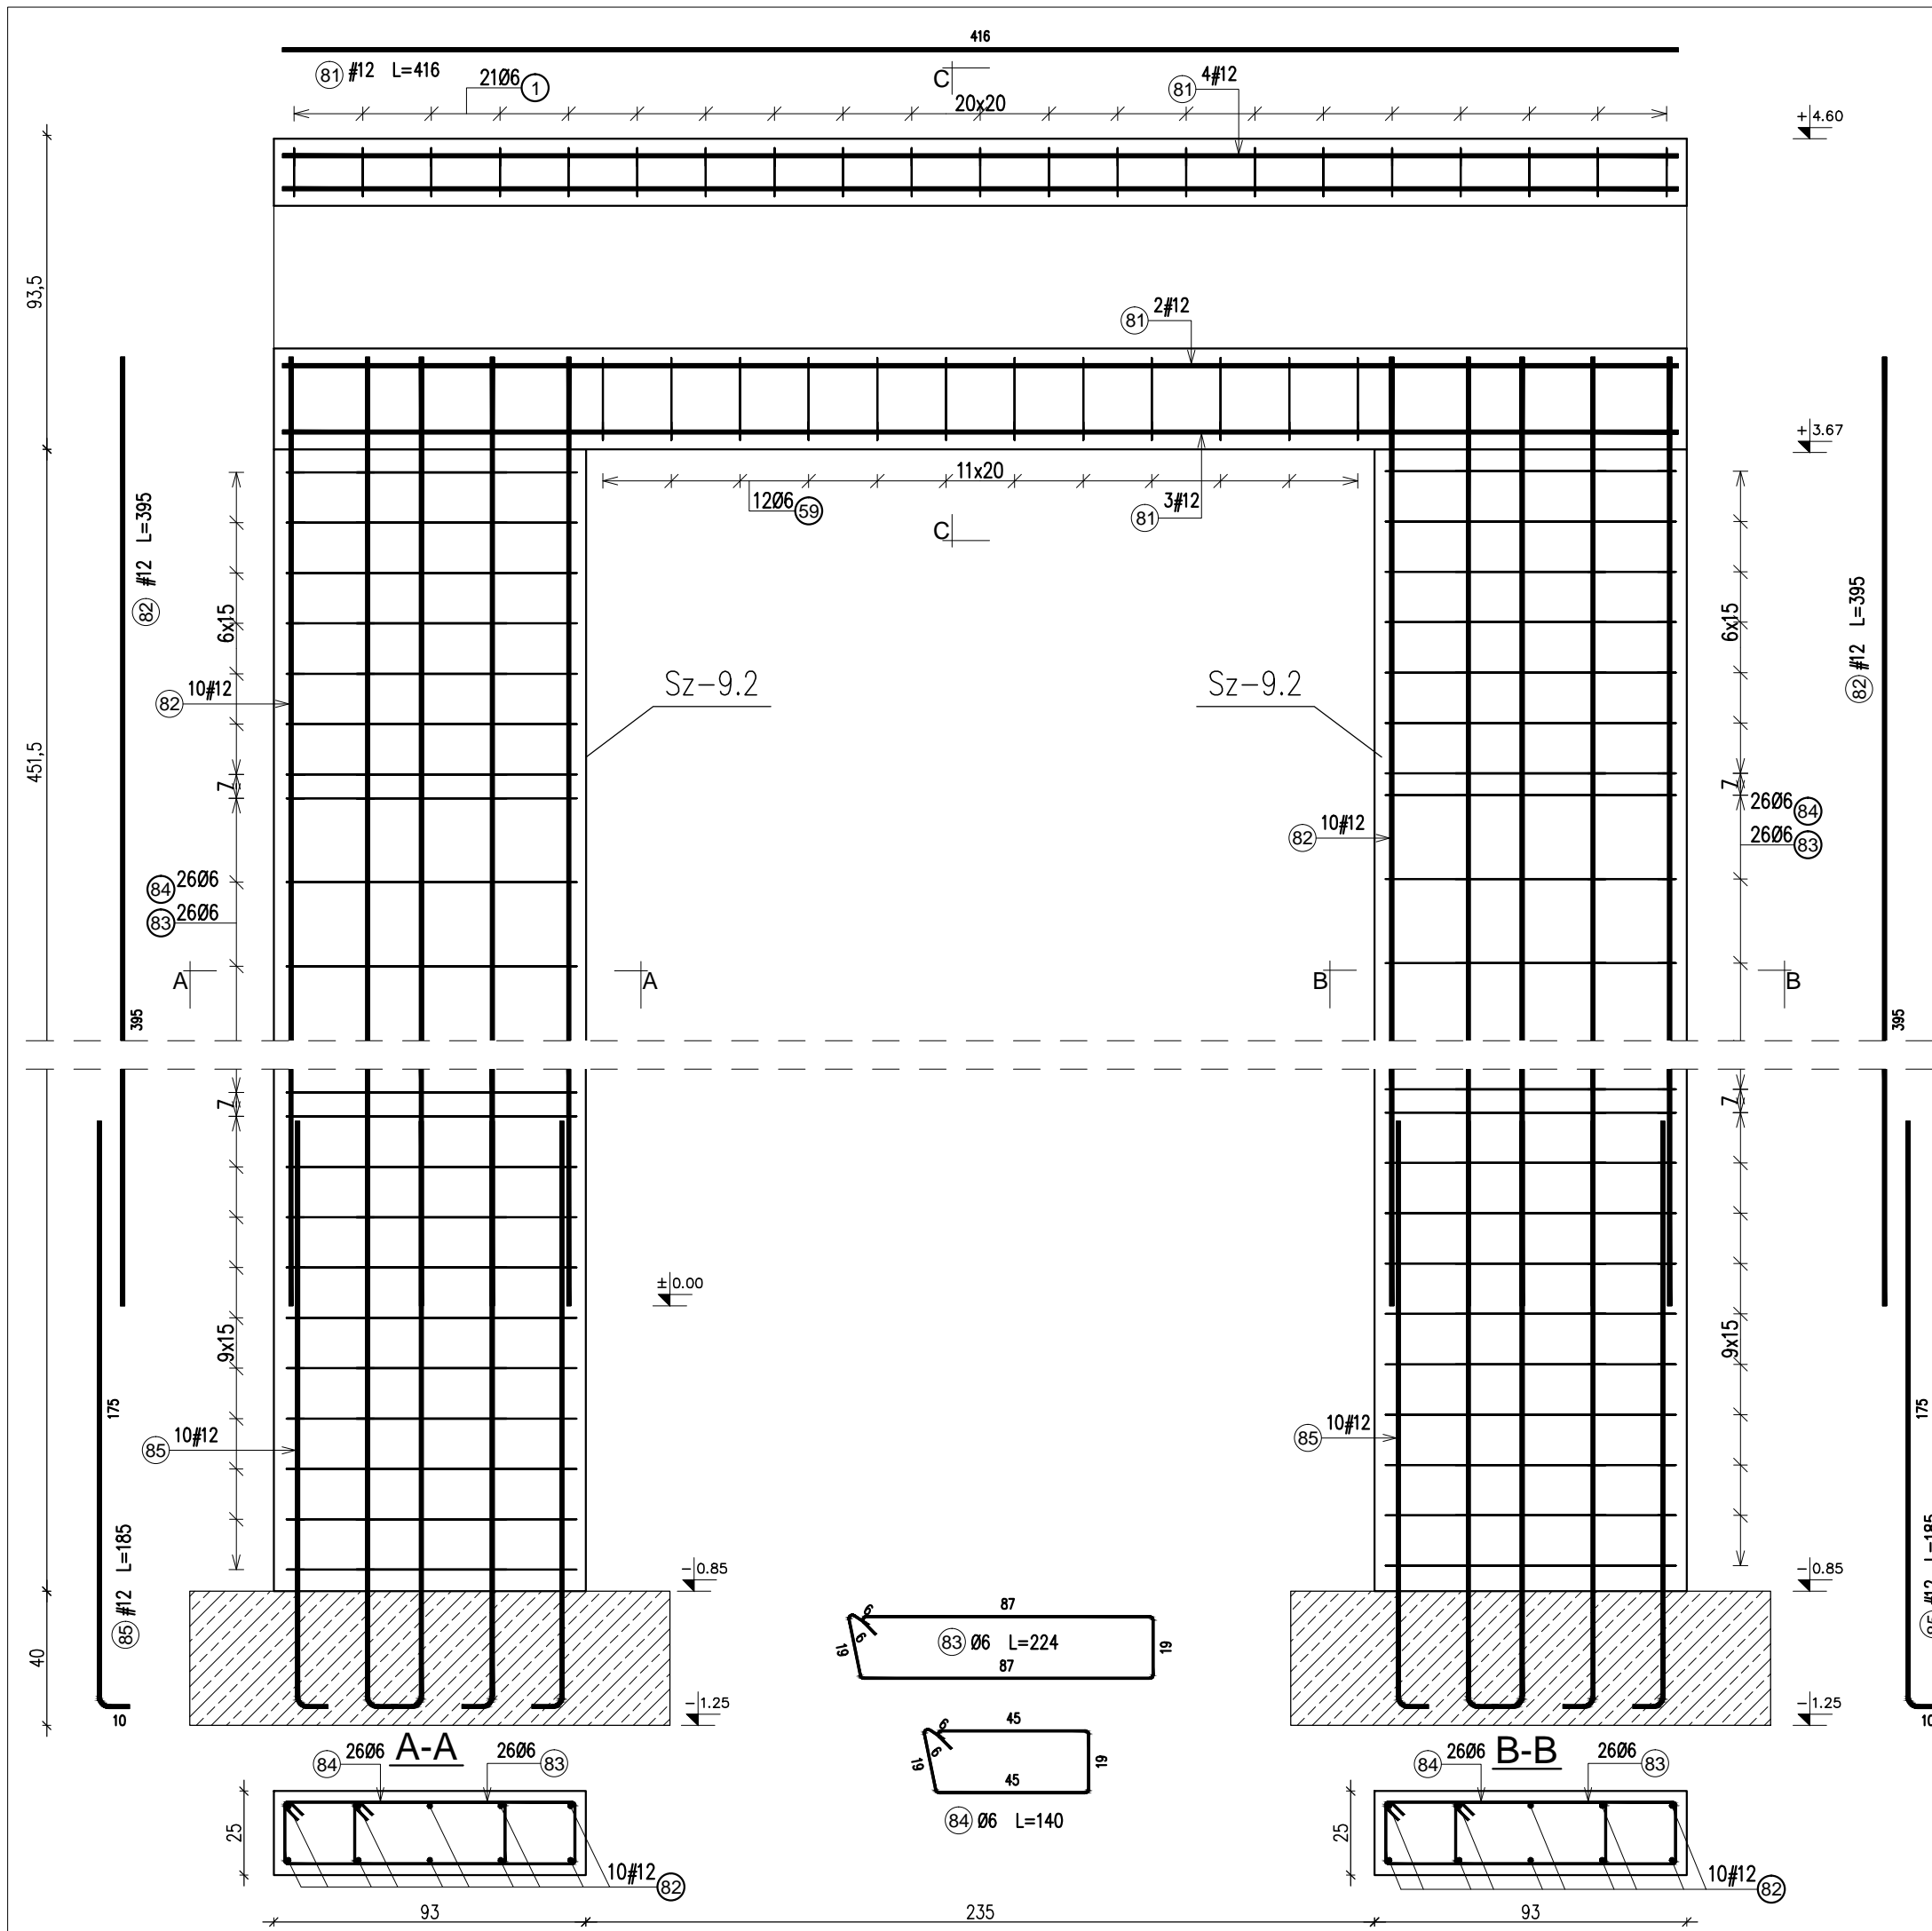 416
81 #12 L=416
21Ø6 1
C
20x20
81 4#12
+4.60
93,5
81 2#12
+3.67
11x20
12Ø6 59
81 3#12
C
82 #12 L=395
6x15
6x15
82 #12 L=395
Sz-9.2
Sz-9.2
82 10#12
451,5
7
7
26Ø6 84
26Ø6 83
82 10#12
84 26Ø6
83 26Ø6
A
A
B
B
395
395
7
7
±0.00
9x15
9x15
175
175
85 10#12
85 10#12
85 #12 L=185
85 #12 L=185
-0.85
-0.85
40
87
6
6
19
83 Ø6 L=224
19
87
10
-1.25
-1.25
10
45
6
6
19
19
45
84 Ø6 L=140
A-A
84 26Ø6
26Ø6 83
25
10#12 82
B-B
84 26Ø6
26Ø6 83
25
10#12 82
93
235
93